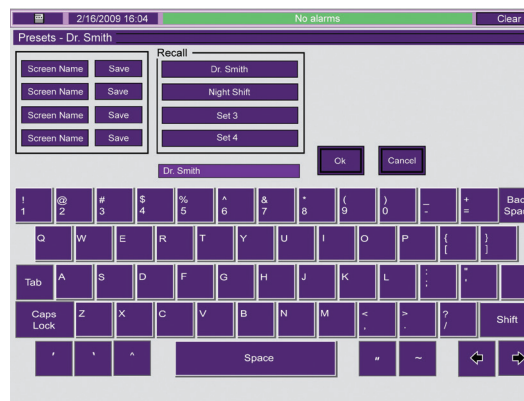 2/16/2009 16:04 No alarms Clear
Presets - Dr. Smith
Recall
Screen Name Save Dr. Smith
Screen Name Save Night Shift
Screen Name Save Set 3
Screen Name Save Set 4
Dr. Smith Ok Cancel
! @ # $ % ^ & * ( ) _ +
1 2 3 4 5 6 7 8 9 0 - =
Q W E R T Y U I O P { }
[ ]
Tab A S D F G H J K L : "
; '
Caps Lock Z X C V B N M < > ? Shift
, . /
' ` ^ Space " ~